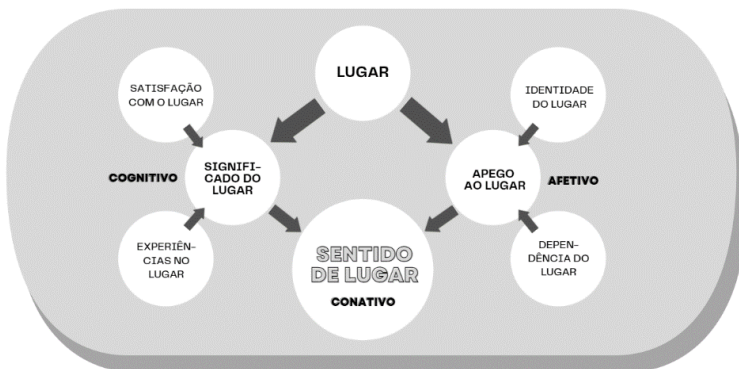 LUGAR
SATISFAÇÃO
COM O LUGAR
IDENTIDADE
DO LUGAR
COGNITIVO
SIGNIFI-
CADO DO
LUGAR
APEGO
AO LUGAR
AFETIVO
EXPERIÊN-
CIAS NO
LUGAR
SENTIDO
DE LUGAR
CONATIVO
DEPEN-
DÊNCIA DO
LUGAR